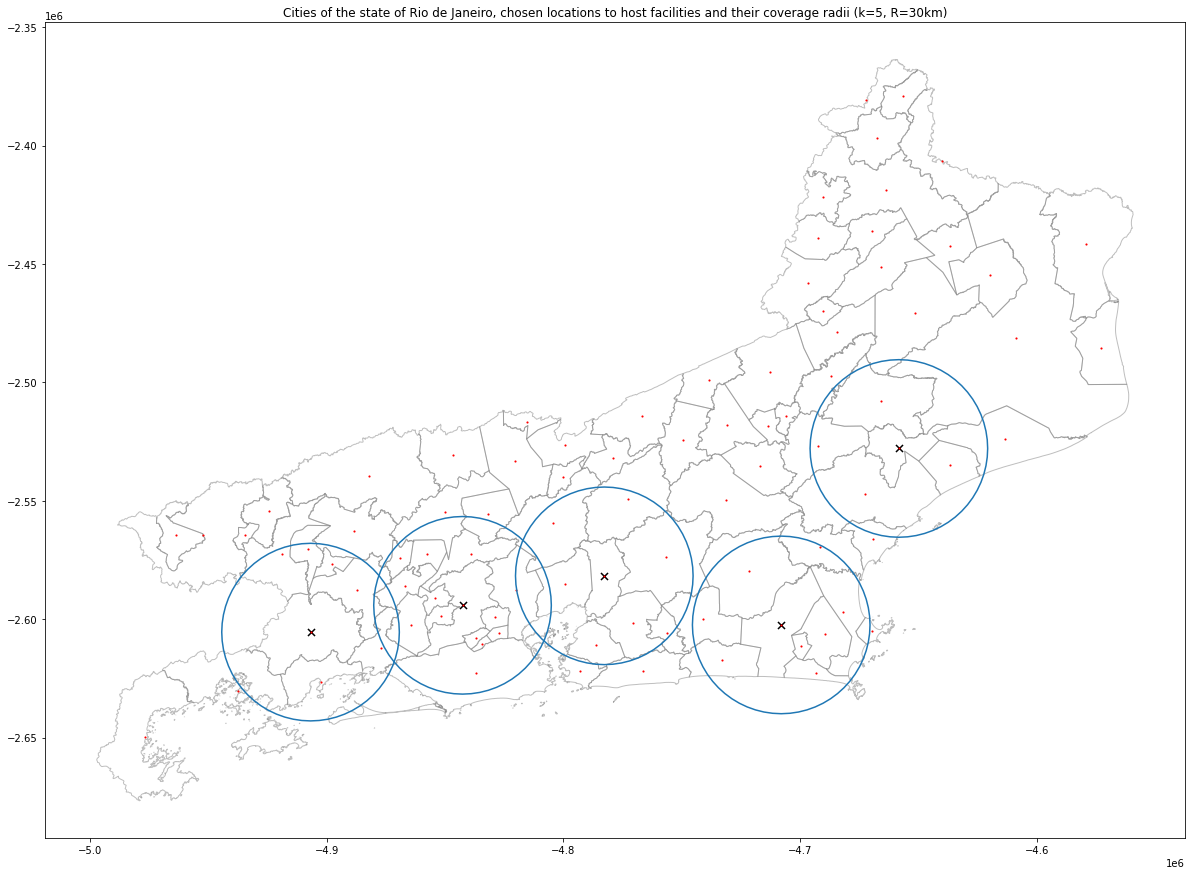 Cities of the state of Rio de Janeiro, chosen locations to host facilities and their coverage radii (k=5, R=30km)
1e6
−2.35
−2.40
−2.45
−2.50
−2.55
−2.60
−2.65
−5.0 −4.9 −4.8 −4.7 −4.6
1e6